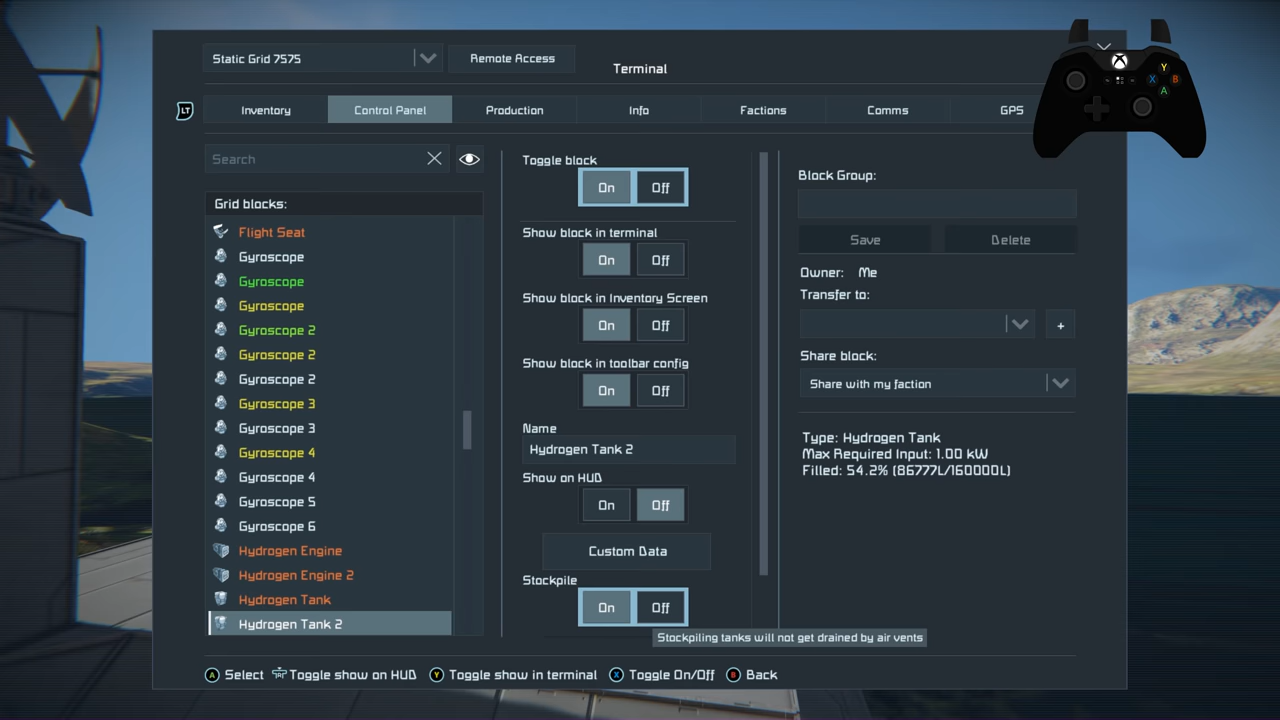 Static Grid 7575
Remote Access
Terminal
LT
Inventory
Control Panel
Production
Info
Factions
Comms
GPS
Search
Grid blocks:
Flight Seat
Gyroscope
Gyroscope
Gyroscope
Gyroscope 2
Gyroscope 2
Gyroscope 2
Gyroscope 3
Gyroscope 3
Gyroscope 4
Gyroscope 4
Gyroscope 5
Gyroscope 6
Hydrogen Engine
Hydrogen Engine 2
Hydrogen Tank
Hydrogen Tank 2
Toggle block
On Off
Show block in terminal
On Off
Show block in Inventory Screen
On Off
Show block in toolbar config
On Off
Name
Hydrogen Tank 2
Show on HUD
On Off
Custom Data
Stockpile
On Off
Stockpiling tanks will not get drained by air vents
Block Group:
Save Delete
Owner: Me
Transfer to:
+
Share block:
Share with my faction
Type: Hydrogen Tank
Max Required Input: 1.00 kW
Filled: 54.2% (86777L/160000L)
Y
X B
A
A Select Toggle show on HUD Y Toggle show in terminal X Toggle On/Off B Back